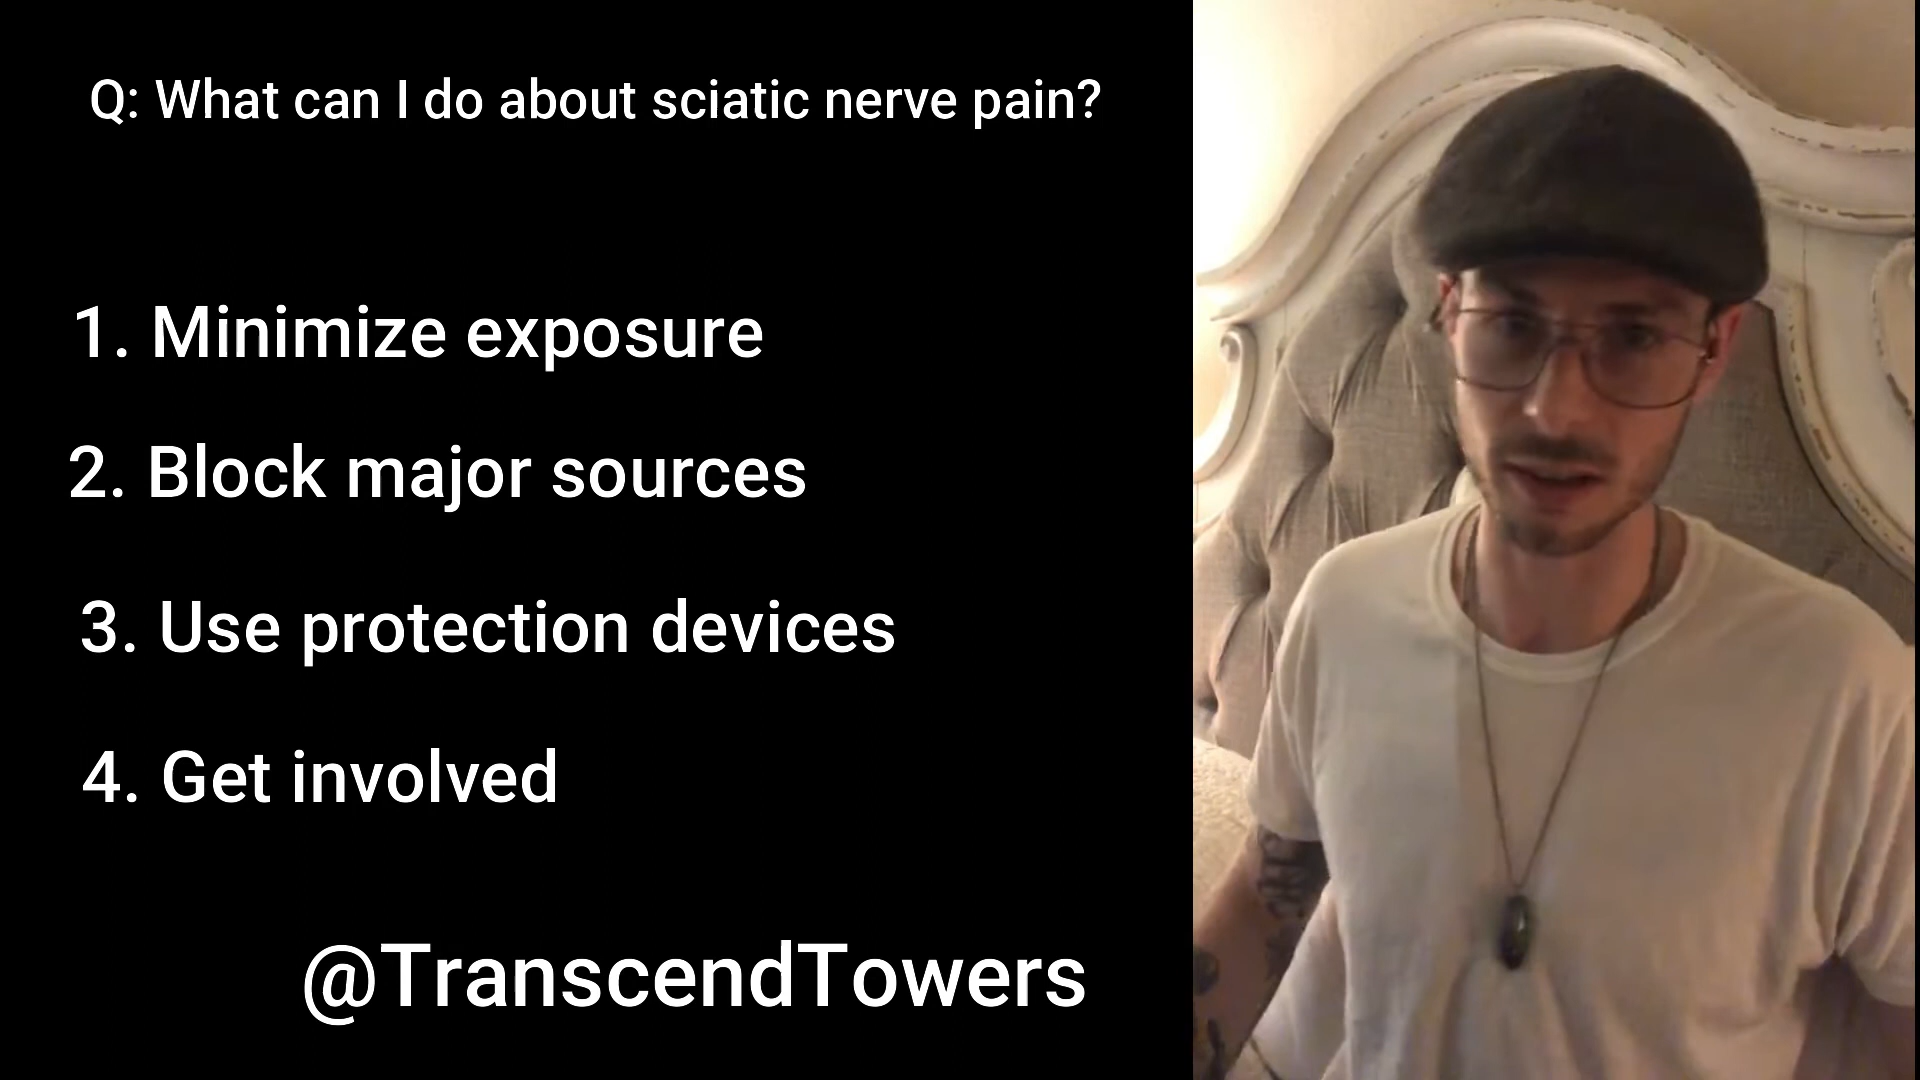 Q: What can I do about sciatic nerve pain?
1. Minimize exposure
2. Block major sources
3. Use protection devices
4. Get involved
@TranscendTowers